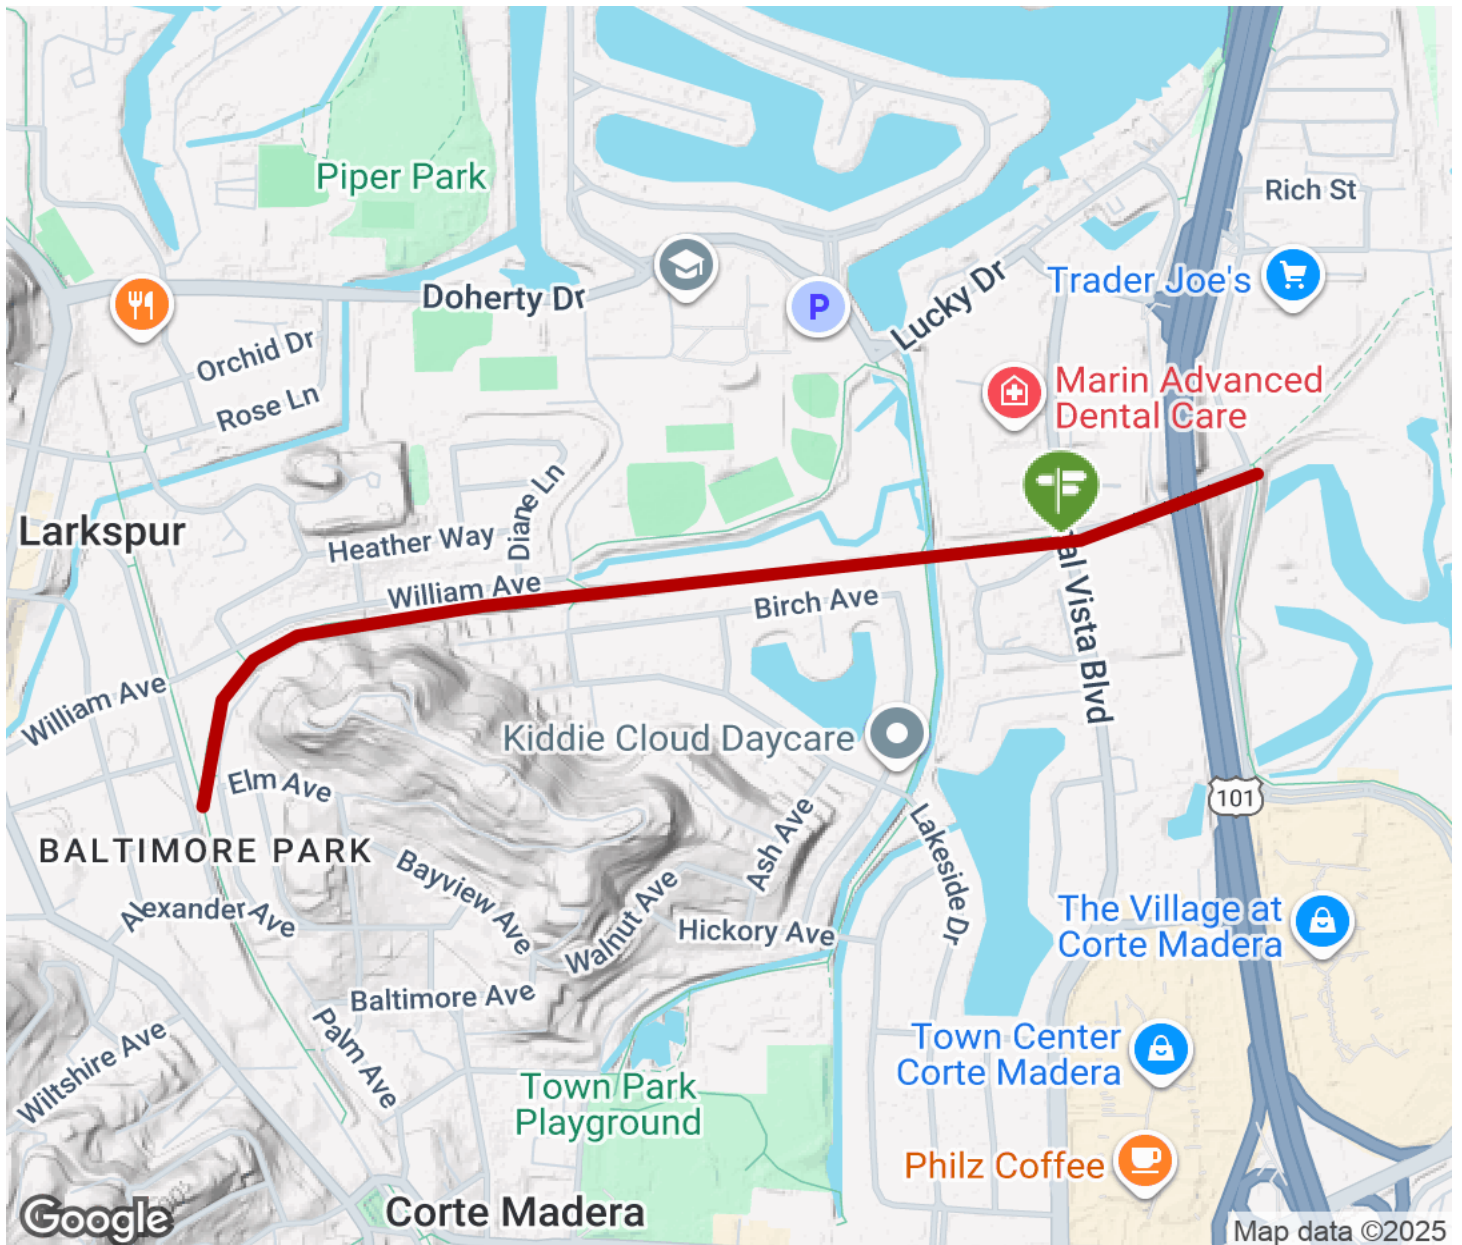 Piper Park
Rich St
Trader Joe's
Doherty Dr
Lucky Dr
P
Orchid Dr
Rose Ln
Marin Advanced
Dental Care
Larkspur
Heather Way
Diane Ln
William Ave
Birch Ave
al Vista Blvd
William Ave
Kiddie Cloud Daycare
Elm Ave
101
BALTIMORE PARK
Ash Ave
Lakeside Dr
Bayview Ave
Walnut Ave
Alexander Ave
Hickory Ave
The Village at
Corte Madera
Baltimore Ave
Wiltshire Ave
Palm Ave
Town Center
Corte Madera
Town Park
Playground
Philz Coffee
Corte Madera
Google
Map data ©2025